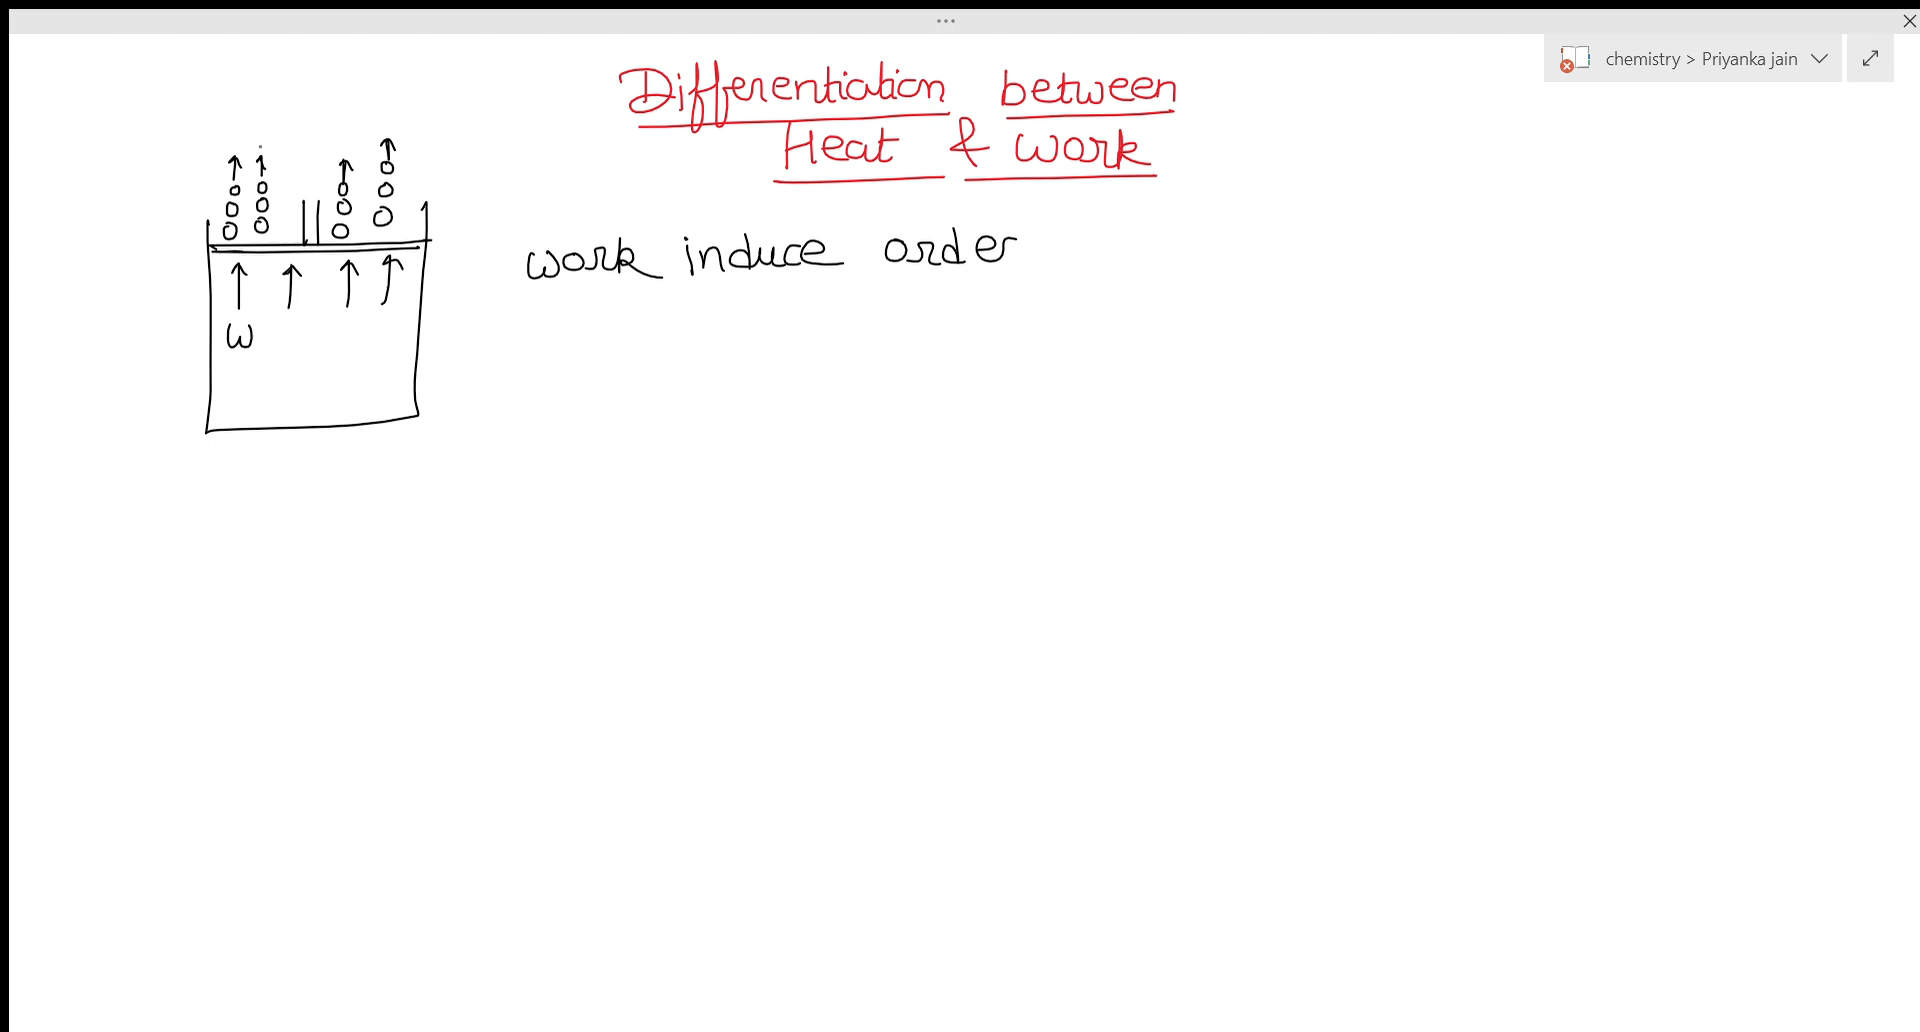 chemistry > Priyanka jain
Differentiation between
Heat & work
work induce order
W